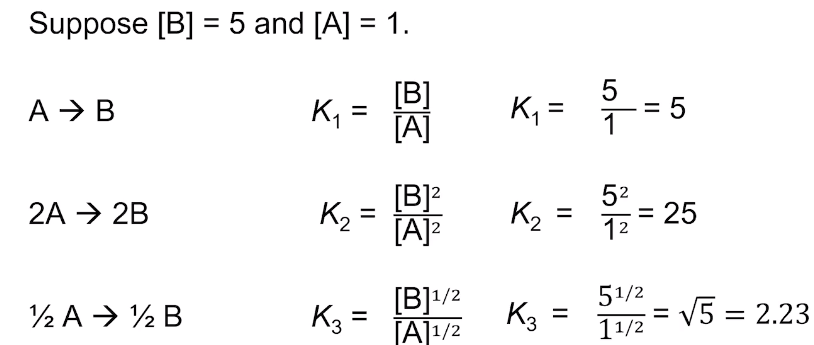 Suppose [B] = 5 and [A] = 1.
A → B K₁ = [B]/[A] K₁ = 5/1 = 5
2A → 2B K₂ = [B]²/[A]² K₂ = 5²/1² = 25
½ A → ½ B K₃ = [B]^1/2/[A]^1/2 K₃ = 5^1/2/1^1/2 = √5 = 2.23